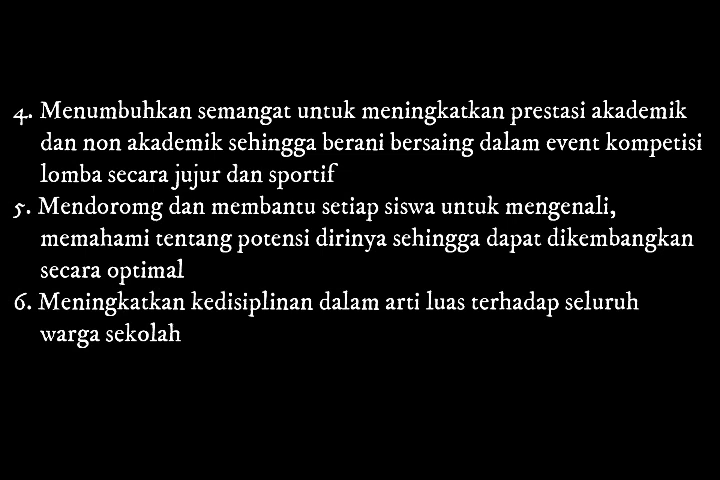 4. Menumbuhkan semangat untuk meningkatkan prestasi akademik
dan non akademik sehingga berani bersaing dalam event kompetisi
lomba secara jujur dan sportif
5. Mendoromg dan membantu setiap siswa untuk mengenali,
memahami tentang potensi dirinya sehingga dapat dikembangkan
secara optimal
6. Meningkatkan kedisiplinan dalam arti luas terhadap seluruh
warga sekolah